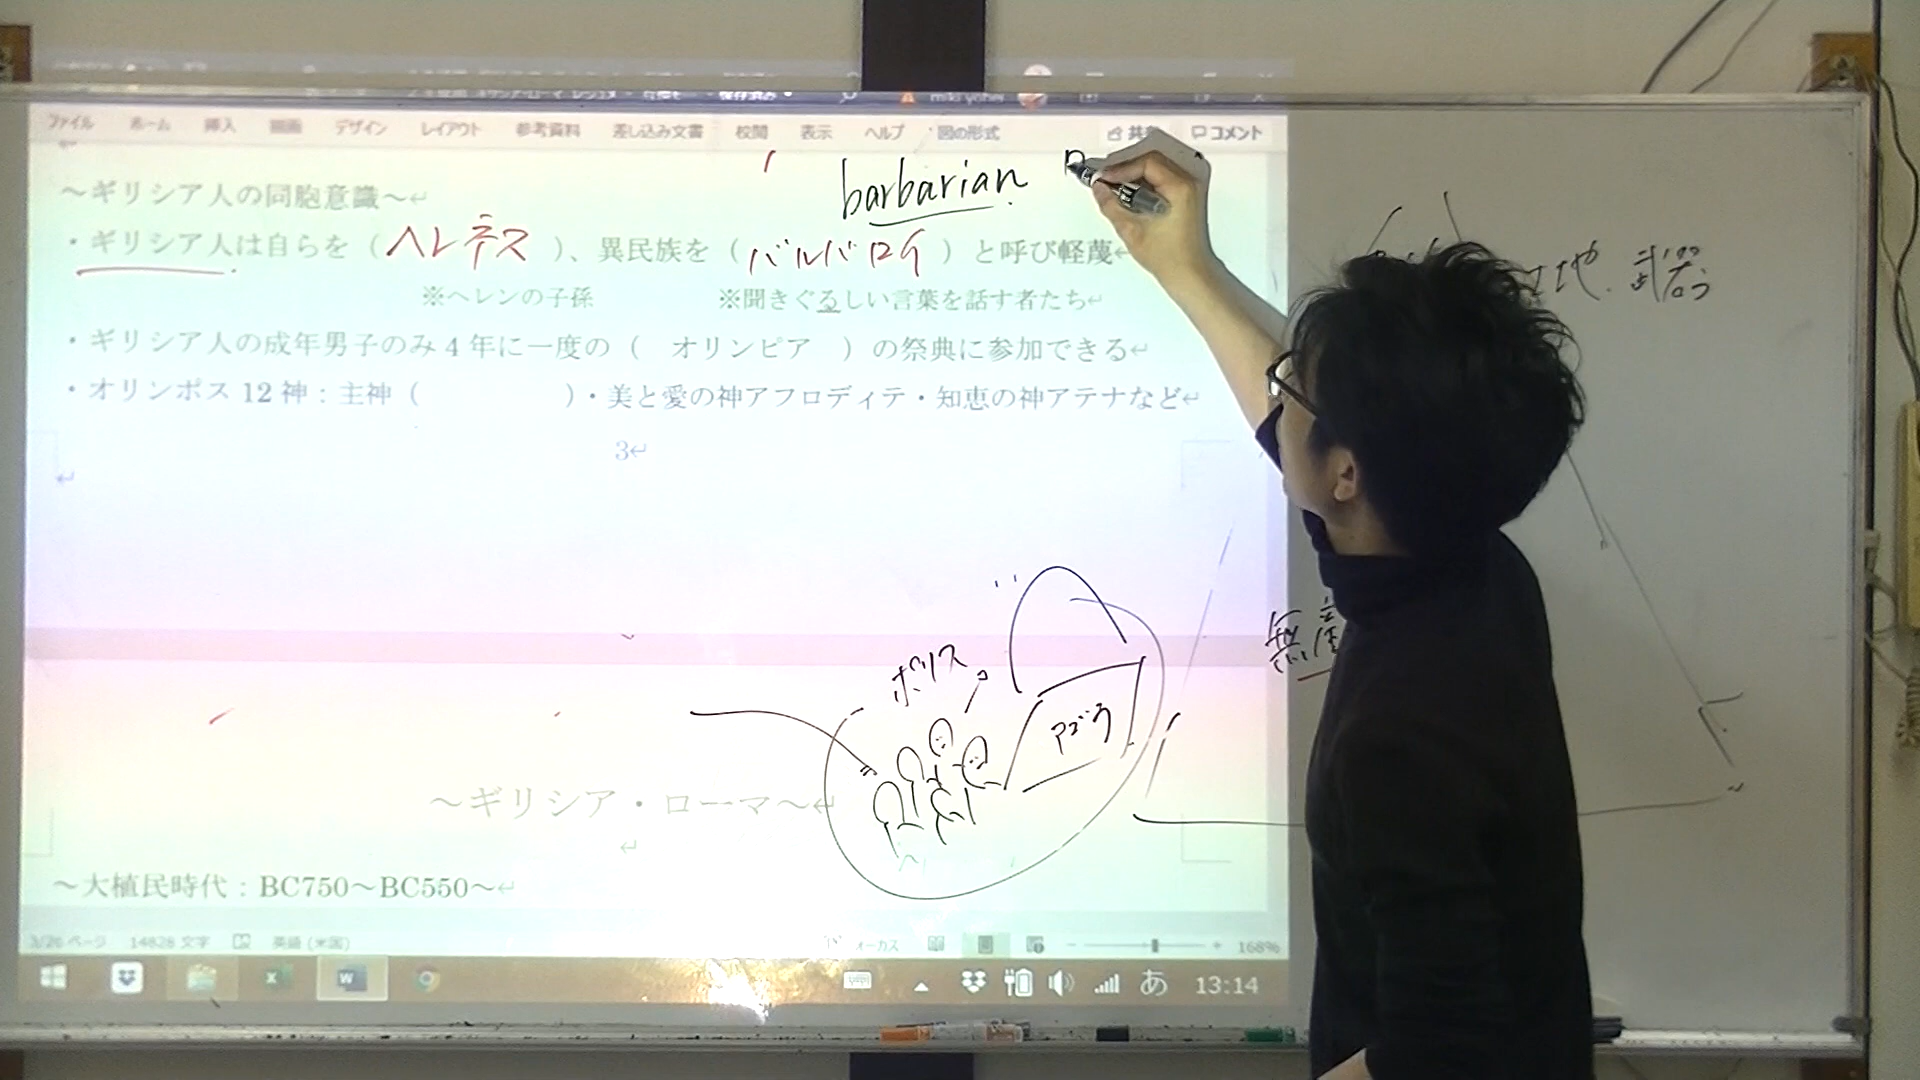 ファイル ホーム 挿入 描画 デザイン レイアウト 参考資料 差し込み文書 校閲 表示 ヘルプ 図の形式 コメント
barbarian
～ギリシア人の同胞意識～
・ギリシア人は自らを（ヘレネス）、異民族を（バルバロイ）と呼び軽蔑
※ヘレンの子孫 ※聞きぐるしい言葉を話す者たち
・ギリシア人の成年男子のみ4年に一度の（ オリンピア ）の祭典に参加できる
・オリンポス12神：主神（ ）・美と愛の神アフロディテ・知恵の神アテナなど
3
土地.武器
ポリス
アゴラ
～ギリシア・ローマ～
～大植民時代：BC750～BC550～
3/26 ページ 14828 文字 英語 (米国) 168%
あ 13:14